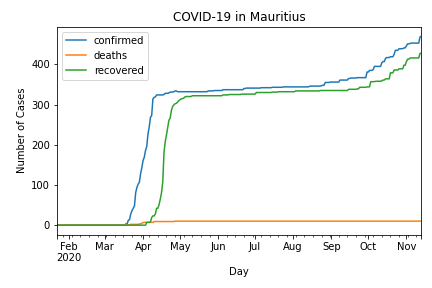 COVID-19 in Mauritius
confirmed
deaths
recovered
Number of Cases
400
300
200
100
0
Feb Mar Apr May Jun Jul Aug Sep Oct Nov
2020
Day